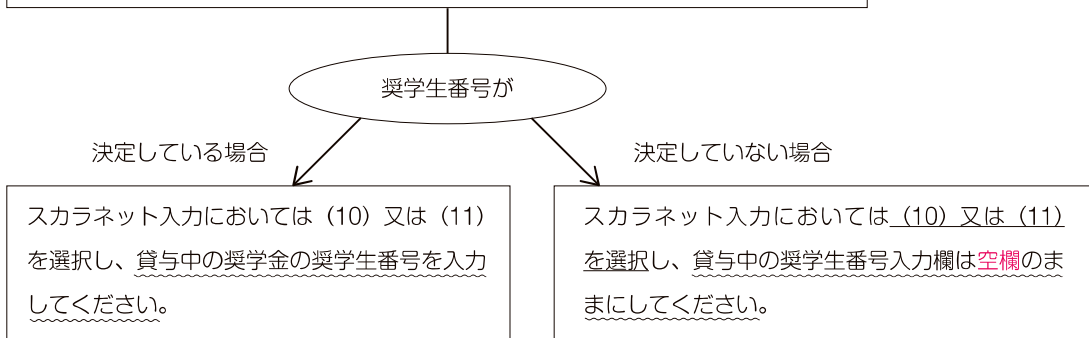 奨学生番号が
決定している場合
決定していない場合
スカラネット入力においては（10）又は（11）
を選択し、貸与中の奨学金の奨学生番号を入力
してください。
スカラネット入力においては（10）又は（11）
を選択し、貸与中の奨学生番号入力欄は空欄のま
まにしてください。